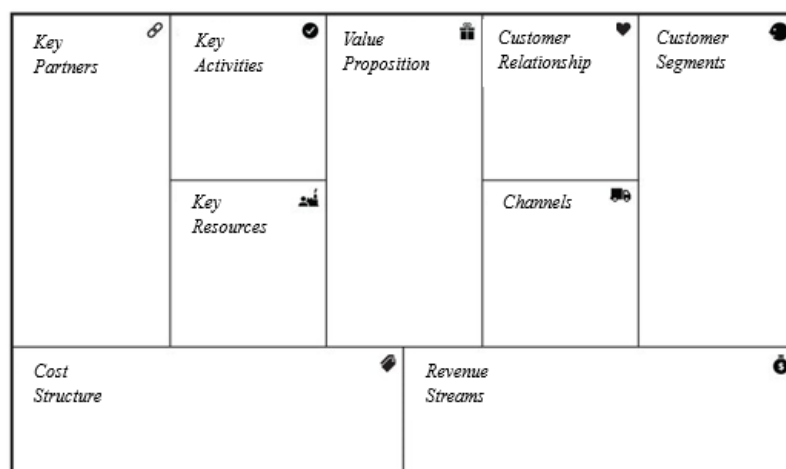 Key
Partners
Key
Activities
Key
Resources
Value
Proposition
Customer
Relationship
Channels
Customer
Segments
Cost
Structure
Revenue
Streams